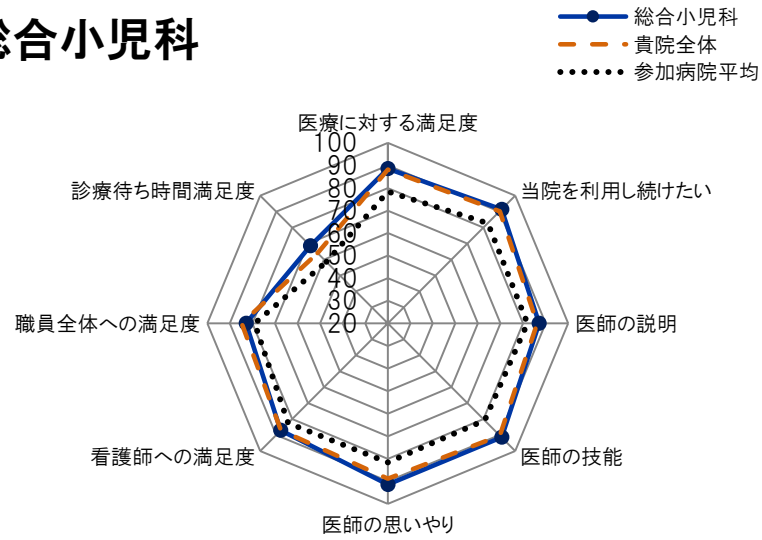 総合小児科
総合小児科
貴院全体
参加病院平均
医療に対する満足度
100
90
80
70
60
50
40
30
20
当院を利用し続けたい
医師の説明
医師の技能
医師の思いやり
看護師への満足度
職員全体への満足度
診療待ち時間満足度